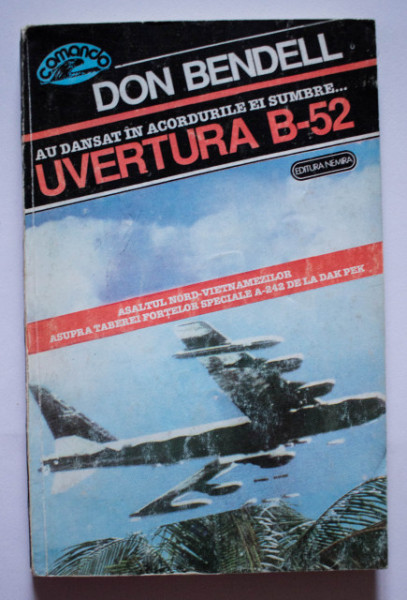 comando
DON BENDELL
AU DANSAT ÎN ACORDURILE EI SUMBRE...
UVERTURA B-52
EDITURA NEMIRA
ASALTUL NORD-VIETNAMEZILOR
ASUPRA TABEREI FORȚELOR SPECIALE A-242 DE LA DAK PEK